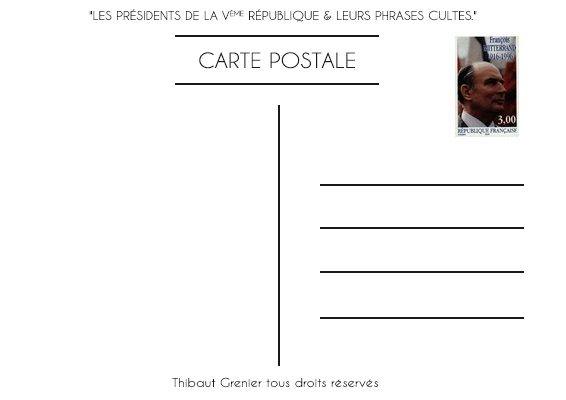 "LES PRÉSIDENTS DE LA VÈME RÉPUBLIQUE & LEURS PHRASES CULTES."
CARTE POSTALE
François
MITTERRAND
1916-1996
3,00
RÉPUBLIQUE FRANÇAISE
Thibaut Grenier tous droits réservés